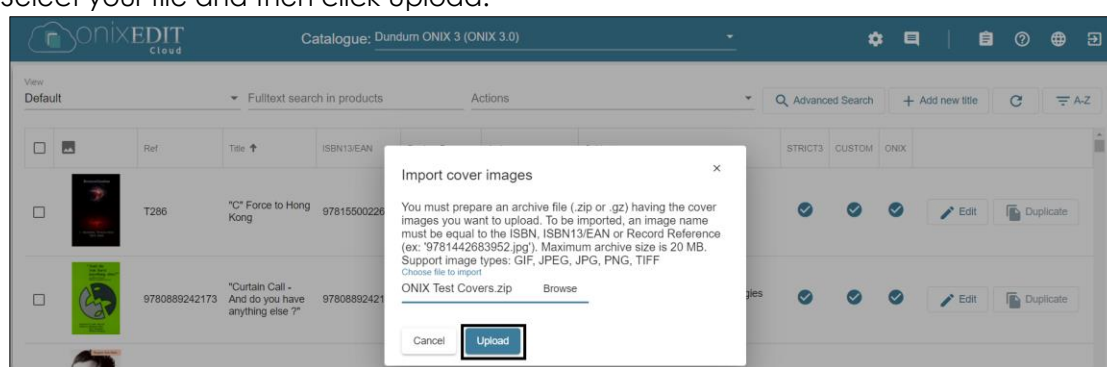 Select your file and then click Upload.
onixEDIT
Cloud
Catalogue: Dundurn ONIX 3 (ONIX 3.0)
View
Default
Fulltext search in products
Actions
Advanced Search
+ Add new title
A-Z
Ref
Title
ISBN13/EAN
STRICT3
CUSTOM
ONIX
Import cover images
You must prepare an archive file (.zip or .gz) having the cover
images you want to upload. To be imported, an image name
must be equal to the ISBN, ISBN13/EAN or Record Reference
(ex: '9781442683952.jpg'). Maximum archive size is 20 MB.
Support image types: GIF, JPEG, JPG, PNG, TIFF
Choose file to import
ONIX Test Covers.zip
Browse
Cancel
Upload
T286
"C" Force to Hong
Kong
97815500226
Edit
Duplicate
9780889242173
"Curtain Call -
And do you have
anything else ?"
97808892421
gies
Edit
Duplicate